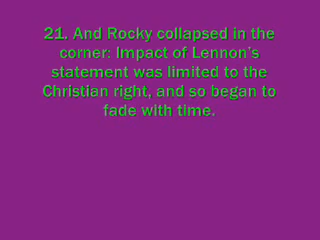 21. And Rocky collapsed in the
corner: Impact of Lennon's
statement was limited to the
Christian right, and so began to
fade with time.